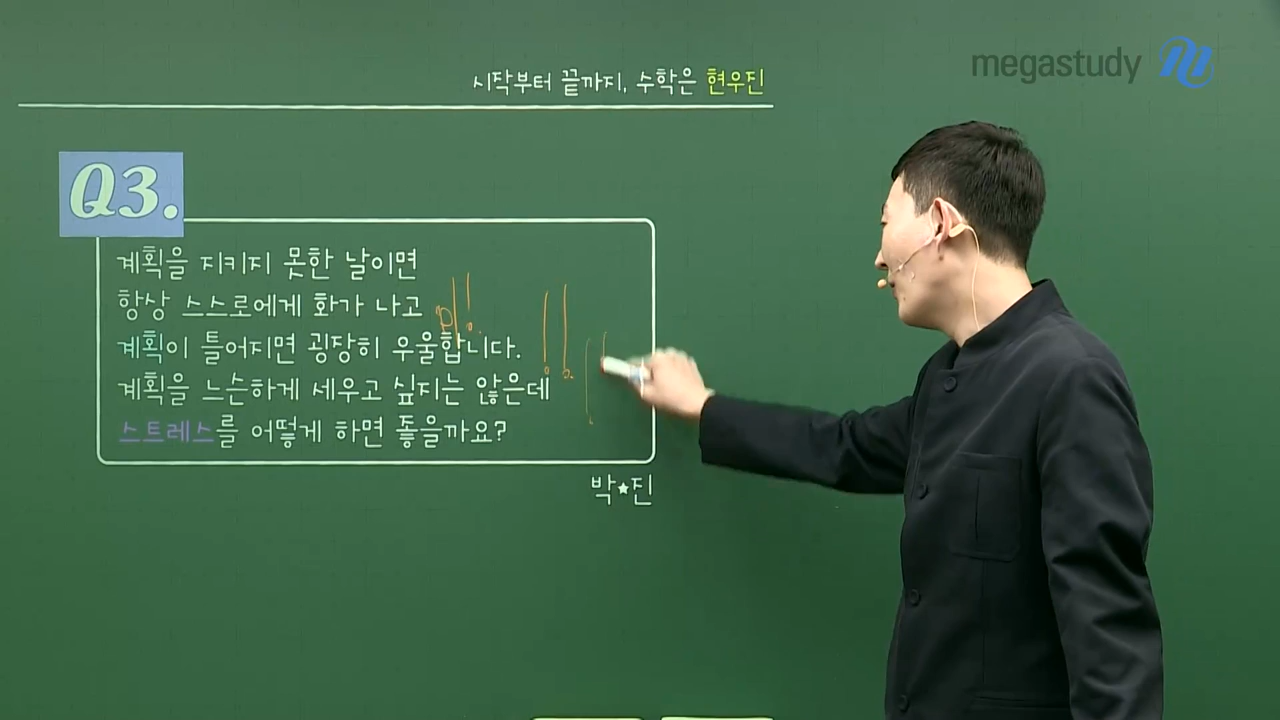 시작부터 끝까지, 수학은 현우진
megastudy
Q3.
계획을 지키지 못한 날이면
항상 스스로에게 화가 나고
계획이 틀어지면 굉장히 우울합니다.
계획을 느슨하게 세우고 싶지는 않은데
스트레스를 어떻게 하면 좋을까요?
박★진